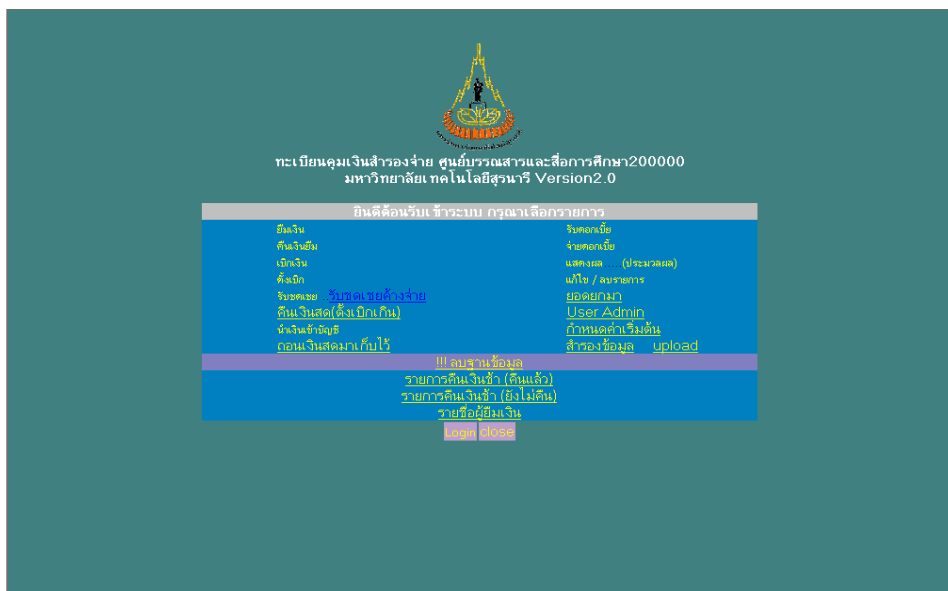 ทะเบียนคุมเงินสำรองจ่าย ศูนย์บรรณสารและสื่อการศึกษา200000
มหาวิทยาลัยเทคโนโลยีสุรนารี Version2.0
ยินดีต้อนรับเข้าระบบ กรุณาเลือกรายการ
ยืมเงิน
คืนเงินยืม
เบิกเงิน
ตั้งเบิก
รับชดเชย ...รับชดเชยค้างจ่าย
คืนเงินสด(ตั้งเบิกเกิน)
นำเงินเข้าบัญชี
ถอนเงินสดมาเก็บไว้
รับดอกเบี้ย
จ่ายดอกเบี้ย
แสดงผล.....(ประมวลผล)
แก้ไข / ลบรายการ
ยอดยกมา
User Admin
กำหนดค่าเริ่มต้น
สำรองข้อมูล upload
!!! ลบฐานข้อมูล
รายการคืนเงินช้า (คืนแล้ว)
รายการคืนเงินช้า (ยังไม่คืน)
รายชื่อผู้ยืมเงิน
Login close